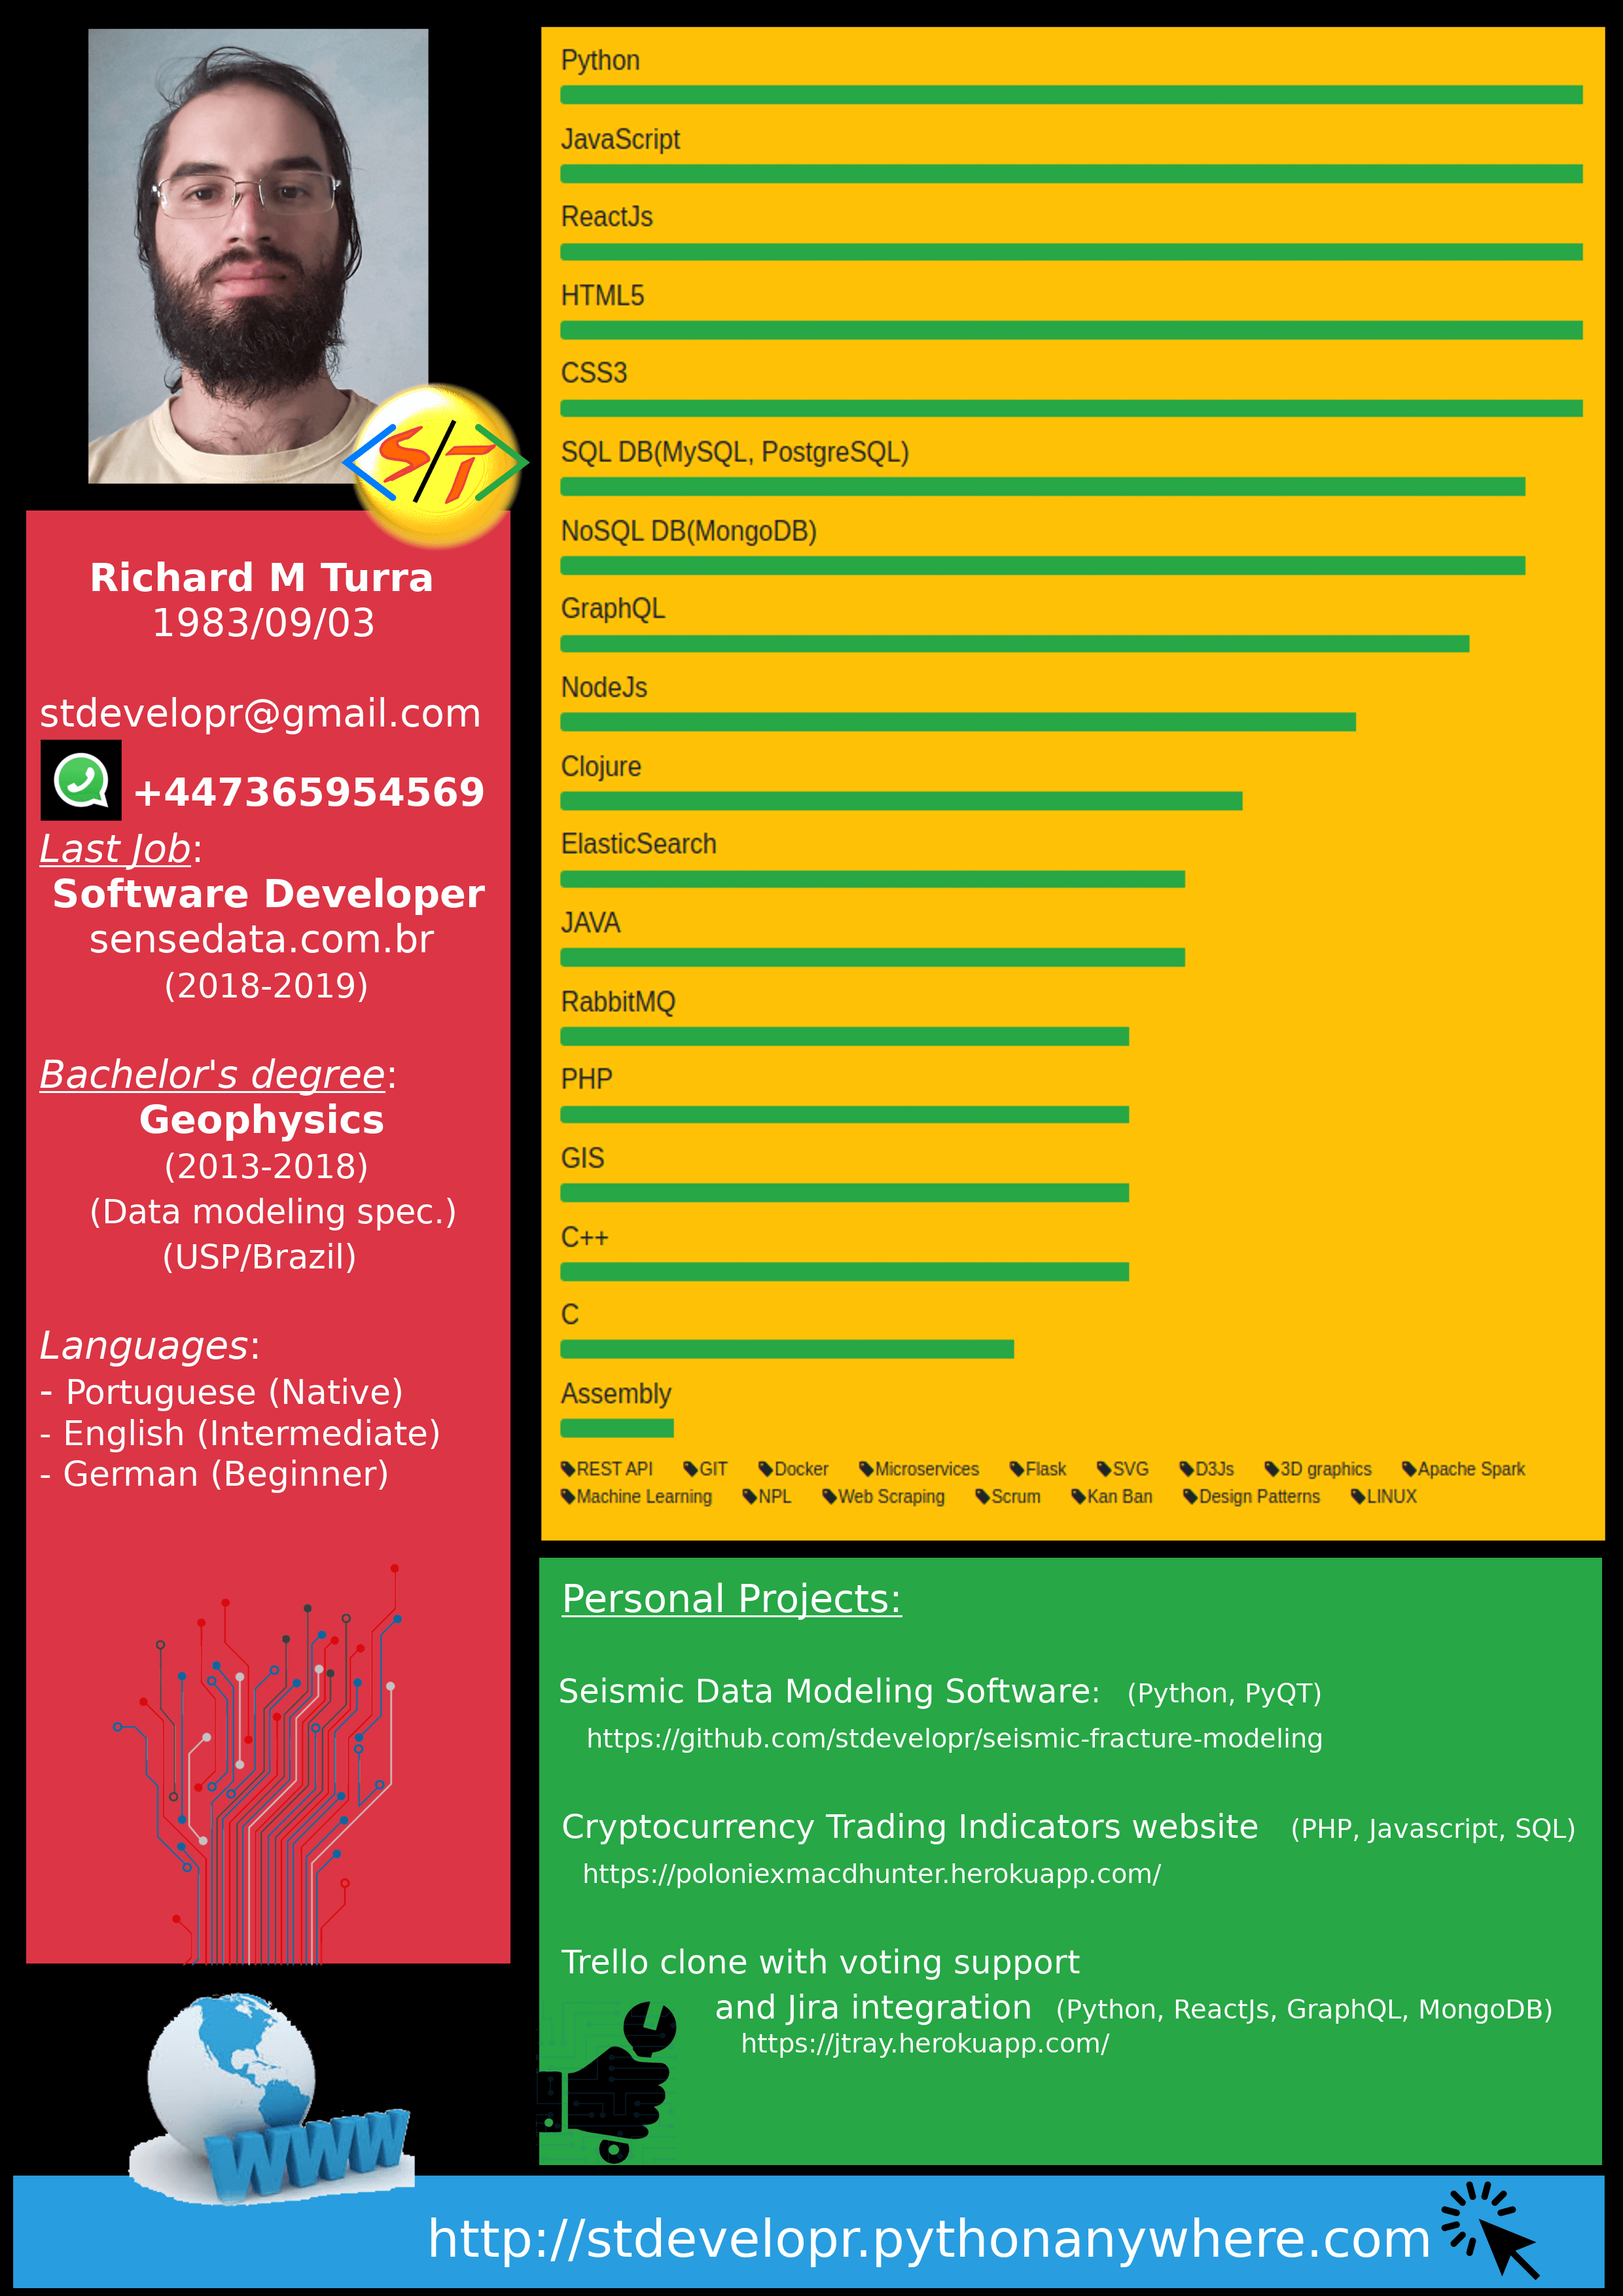 S/T
Richard M Turra
1983/09/03
stdevelopr@gmail.com
+447365954569
Last Job:
Software Developer
sensedata.com.br
(2018-2019)
Bachelor's degree:
Geophysics
(2013-2018)
(Data modeling spec.)
(USP/Brazil)
Languages:
- Portuguese (Native)
- English (Intermediate)
- German (Beginner)
Python
JavaScript
ReactJs
HTML5
CSS3
SQL DB(MySQL, PostgreSQL)
NoSQL DB(MongoDB)
GraphQL
NodeJs
Clojure
ElasticSearch
JAVA
RabbitMQ
PHP
GIS
C++
C
Assembly
REST API GIT Docker Microservices Flask SVG D3Js 3D graphics Apache Spark
Machine Learning NPL Web Scraping Scrum Kan Ban Design Patterns LINUX
Personal Projects:
Seismic Data Modeling Software: (Python, PyQT)
https://github.com/stdevelopr/seismic-fracture-modeling
Cryptocurrency Trading Indicators website (PHP, Javascript, SQL)
https://poloniexmacdhunter.herokuapp.com/
Trello clone with voting support
and Jira integration (Python, ReactJs, GraphQL, MongoDB)
https://jtray.herokuapp.com/
www
http://stdevelopr.pythonanywhere.com